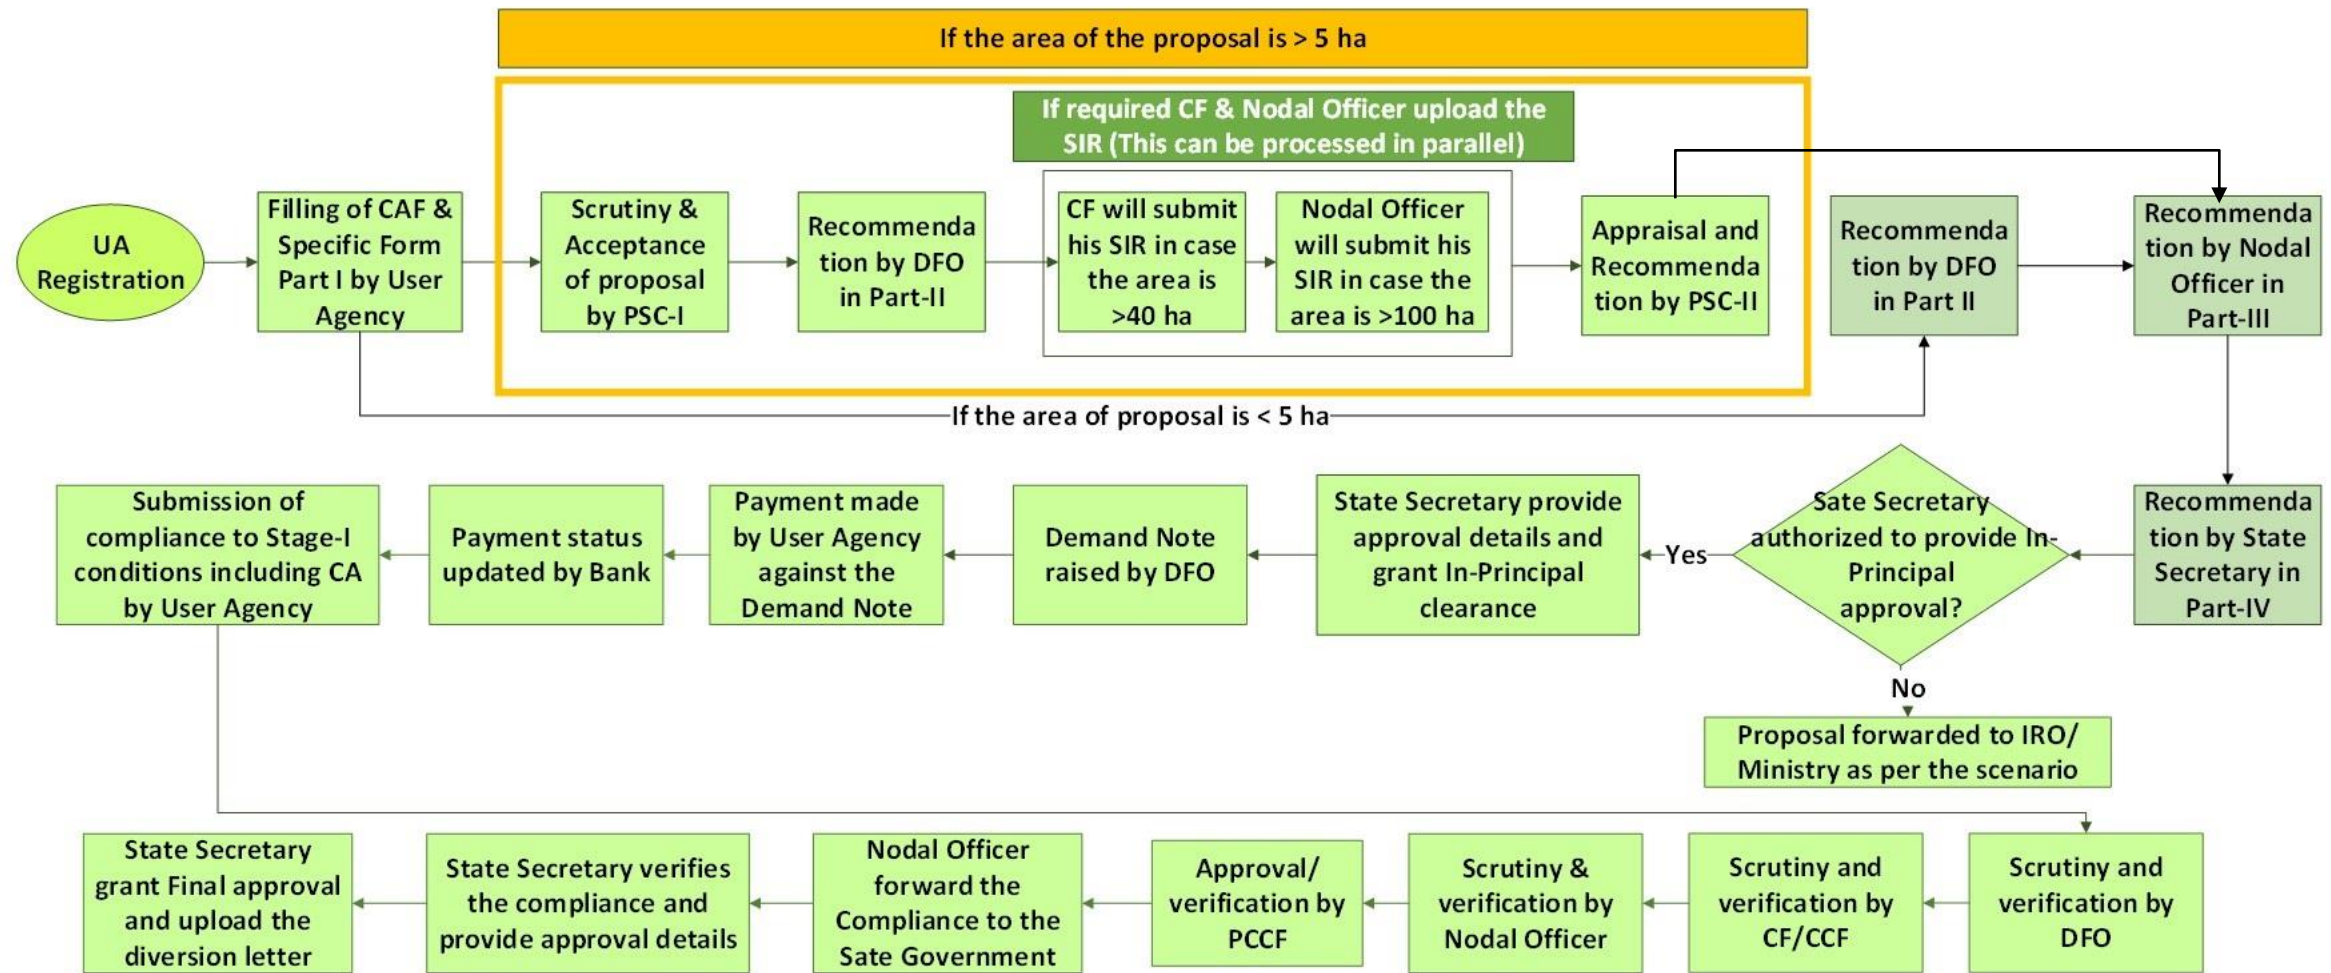 If the area of the proposal is > 5 ha
If required CF & Nodal Officer upload the
SIR (This can be processed in parallel)
UA
Registration
Filling of CAF &
Specific Form
Part I by User
Agency
Scrutiny &
Acceptance
of proposal
by PSC-I
Recommenda
tion by DFO
in Part-II
CF will submit
his SIR in case
the area is
>40 ha
Nodal Officer
will submit his
SIR in case the
area is >100 ha
Appraisal and
Recommenda
tion by PSC-II
Recommenda
tion by DFO
in Part II
Recommenda
tion by Nodal
Officer in
Part-III
If the area of proposal is < 5 ha
Submission of
compliance to Stage-I
conditions including CA
by User Agency
Payment status
updated by Bank
Payment made
by User Agency
against the
Demand Note
Demand Note
raised by DFO
State Secretary provide
approval details and
grant In-Principal
clearance
Yes
Sate Secretary
authorized to provide In-
Principal
approval?
Recommenda
tion by State
Secretary in
Part-IV
No
Proposal forwarded to IRO/
Ministry as per the scenario
State Secretary
grant Final approval
and upload the
diversion letter
State Secretary verifies
the compliance and
provide approval details
Nodal Officer
forward the
Compliance to the
Sate Government
Approval/
verification by
PCCF
Scrutiny &
verification by
Nodal Officer
Scrutiny and
verification by
CF/CCF
Scrutiny and
verification by
DFO